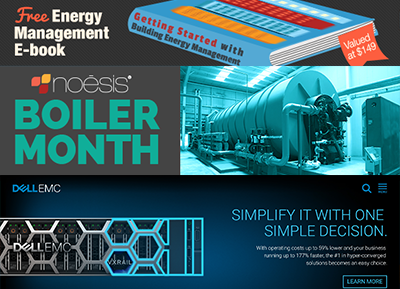 Free Energy
Management
E-book
Getting Started with
Building Energy Management
Valued
at $149
noēsis
BOILER
MONTH
DELLEMC
SIMPLIFY IT WITH ONE
SIMPLE DECISION.
With operating costs up to 59% lower and your business
running up to 177% faster, the #1 in hyper-converged
solutions becomes an easy choice.
LEARN MORE
DELLEMC
VXRAIL